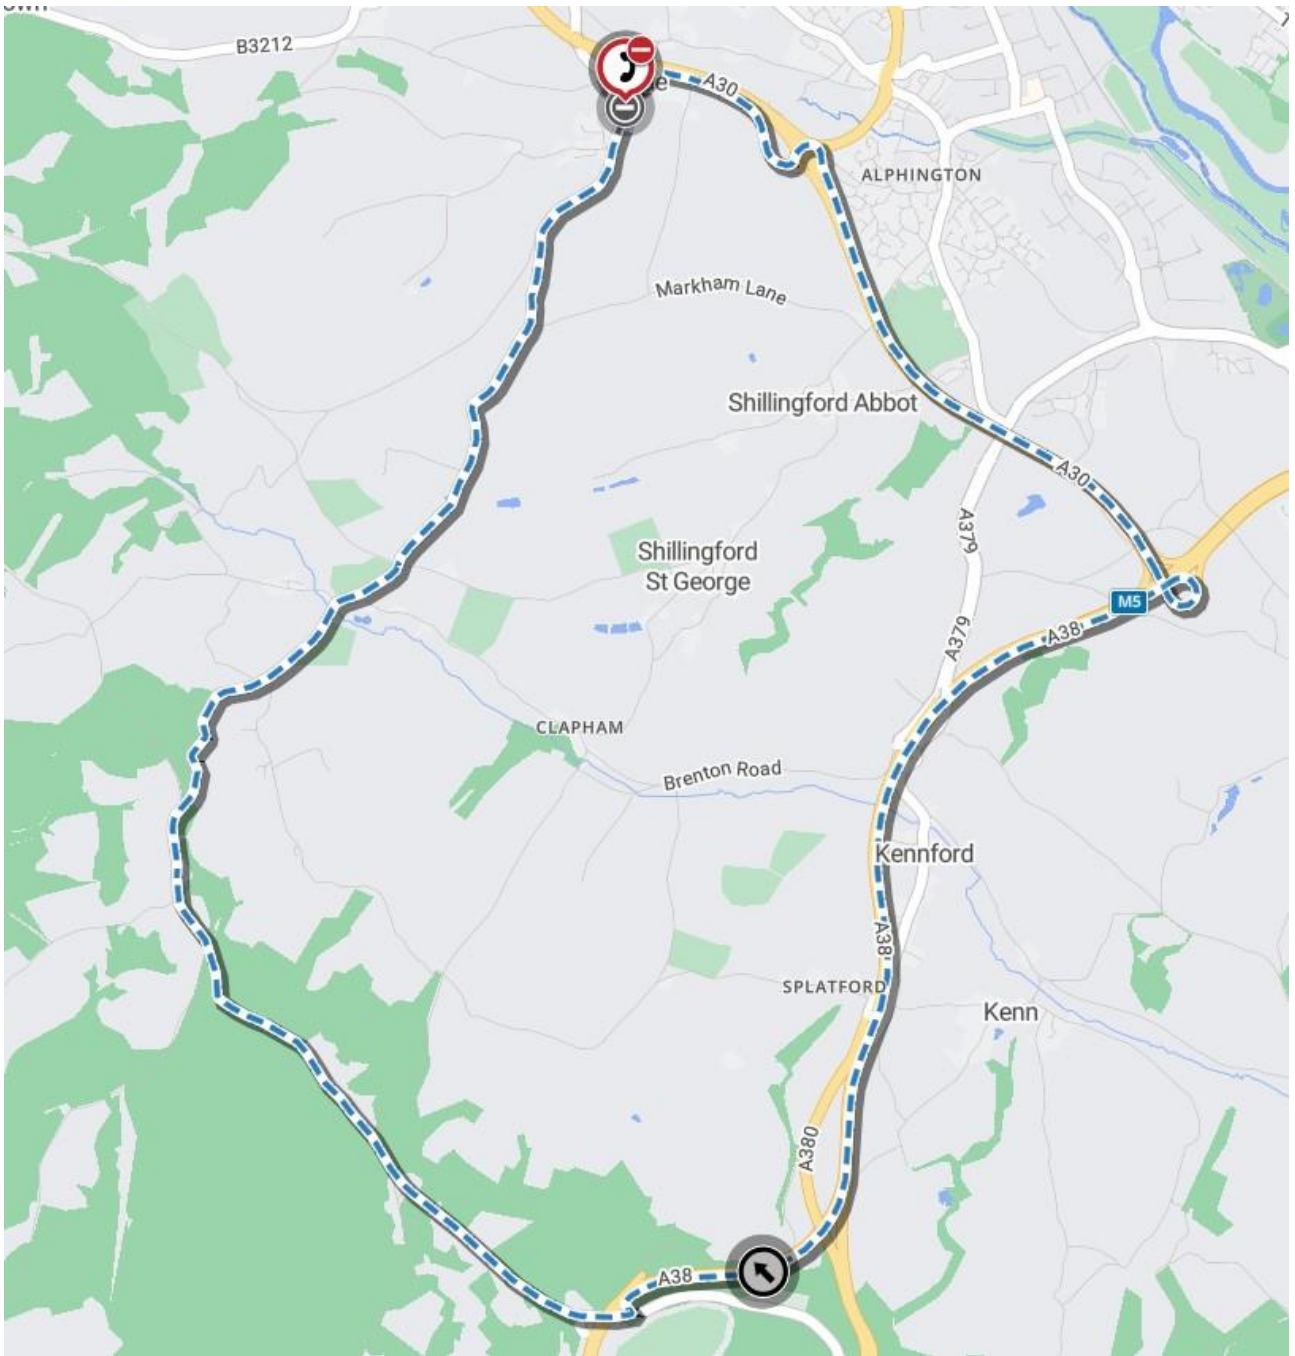 B3212
A30
ALPHINGTON
Markham Lane
Shillingford Abbot
A30
A379
Shillingford
St George
M5
A38
A379
CLAPHAM
Brenton Road
Kennford
A38
SPLATFORD
Kenn
A380
A38